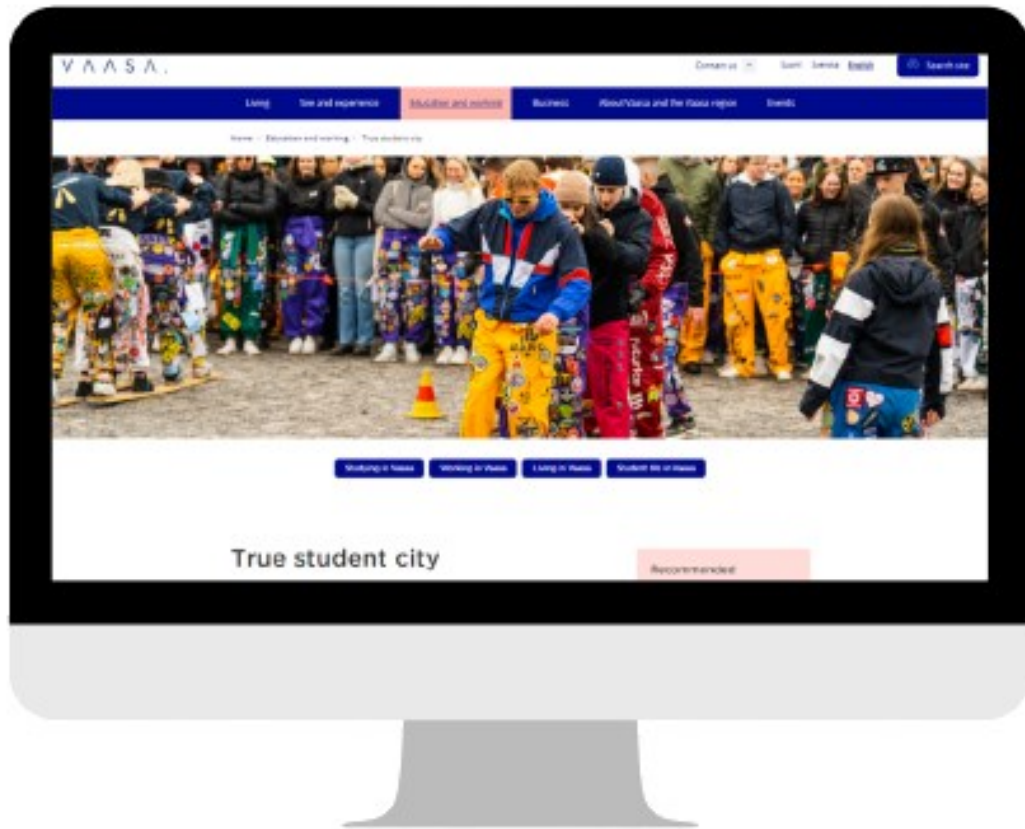 VAASA.
Contact us Suomi Svenska English Search site
Living See and experience Education and working Business About Vaasa and the Vaasa region Events
Home Education and working True student city
Studying in Vaasa Working in Vaasa Living in Vaasa Student life in Vaasa
True student city
Recommended